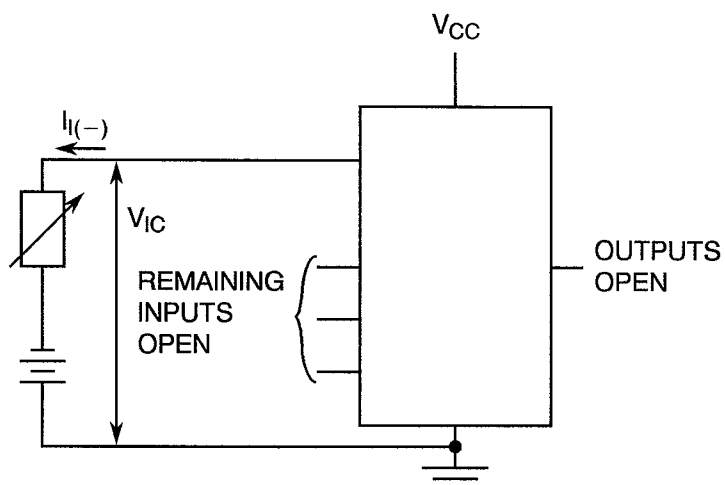 VCC
II(−)
VIC
REMAINING
INPUTS
OPEN
OUTPUTS
OPEN